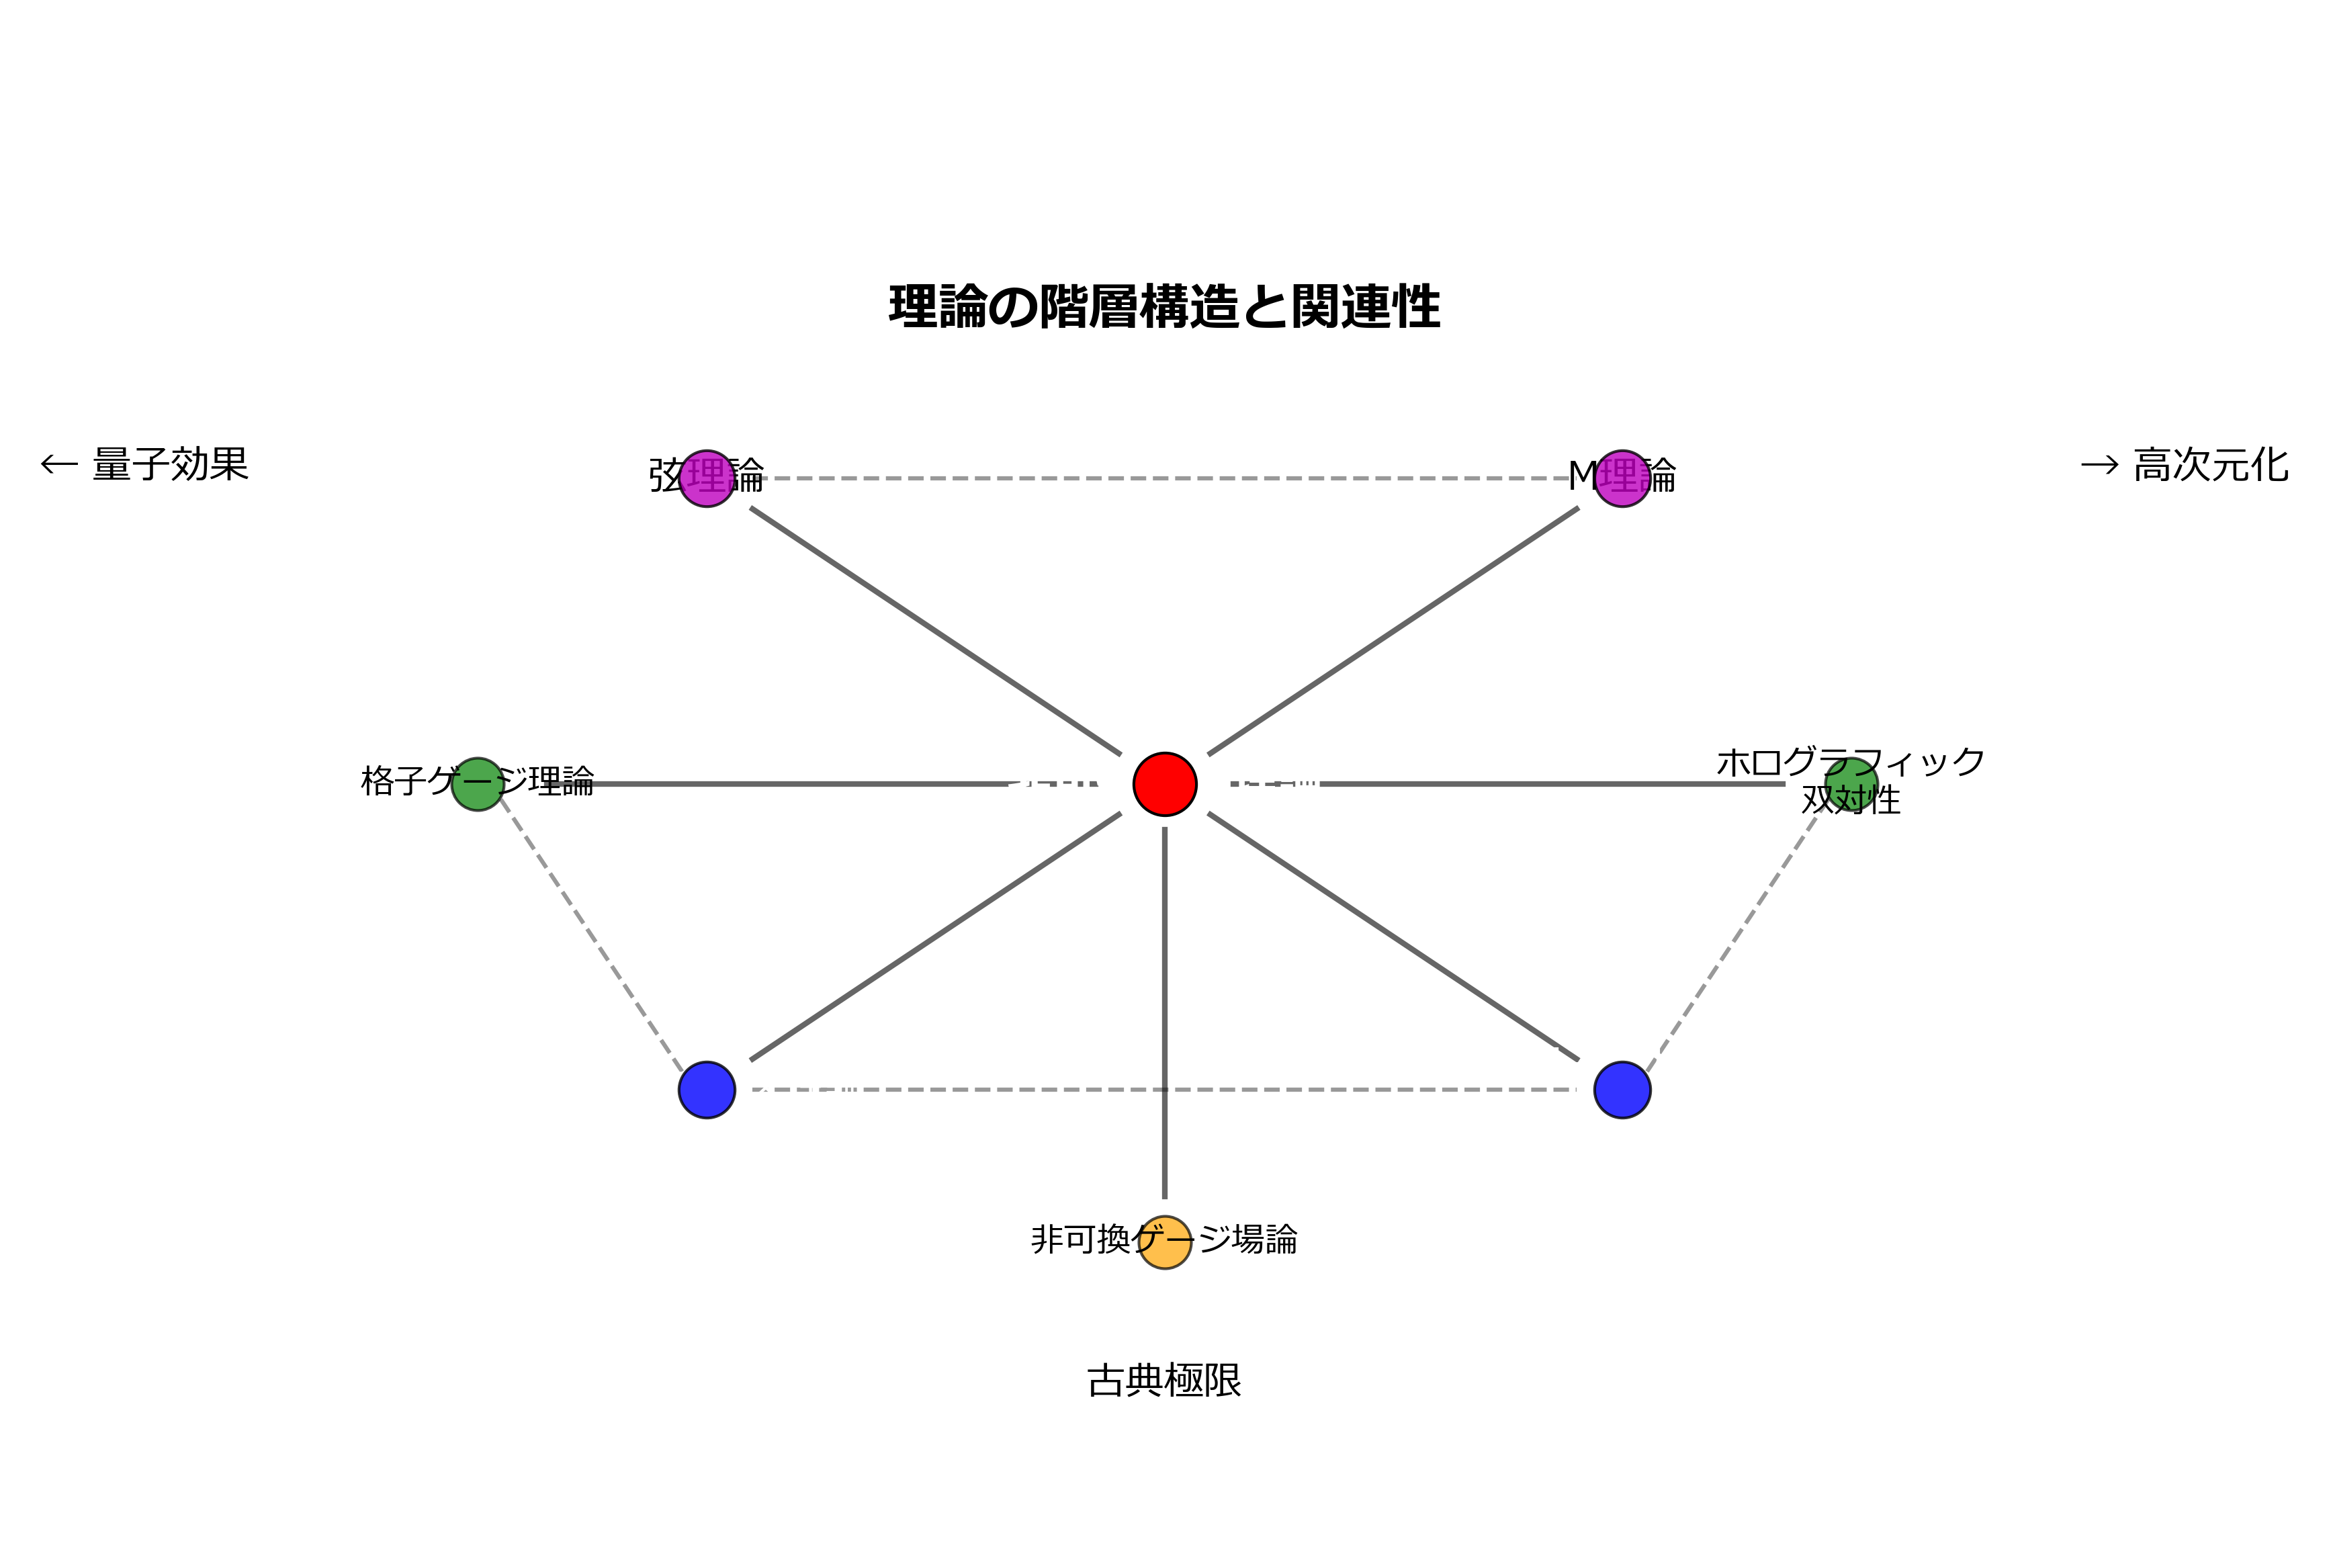 理論の階層構造と関連性
← 量子効果
弦理論
M理論
→ 高次元化
格子ゲージ理論
ホログラフィック
双対性
非可換ゲージ場論
古典極限